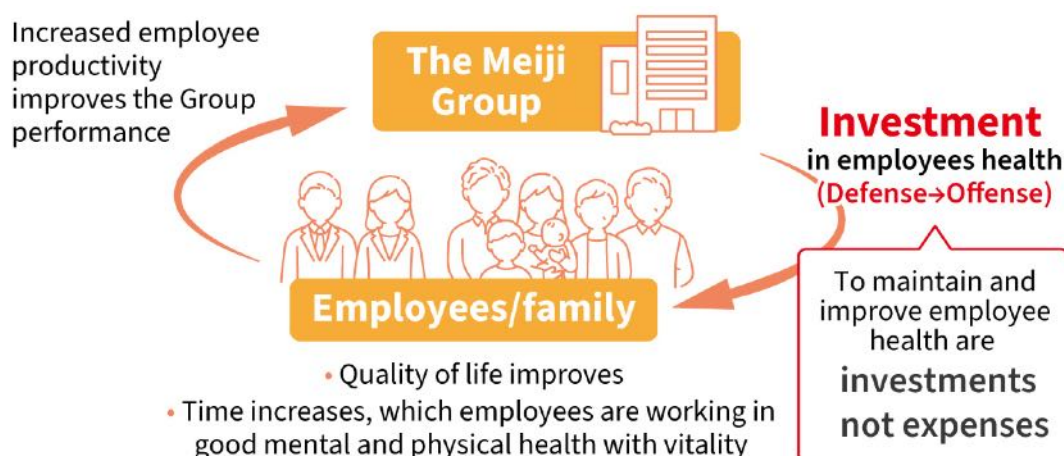 Increased employee
productivity
improves the Group
performance
The Meiji
Group
Investment
in employees health
(Defense→Offense)
To maintain and
improve employee
health are
investments
not expenses
Employees/family
• Quality of life improves
• Time increases, which employees are working in
good mental and physical health with vitality